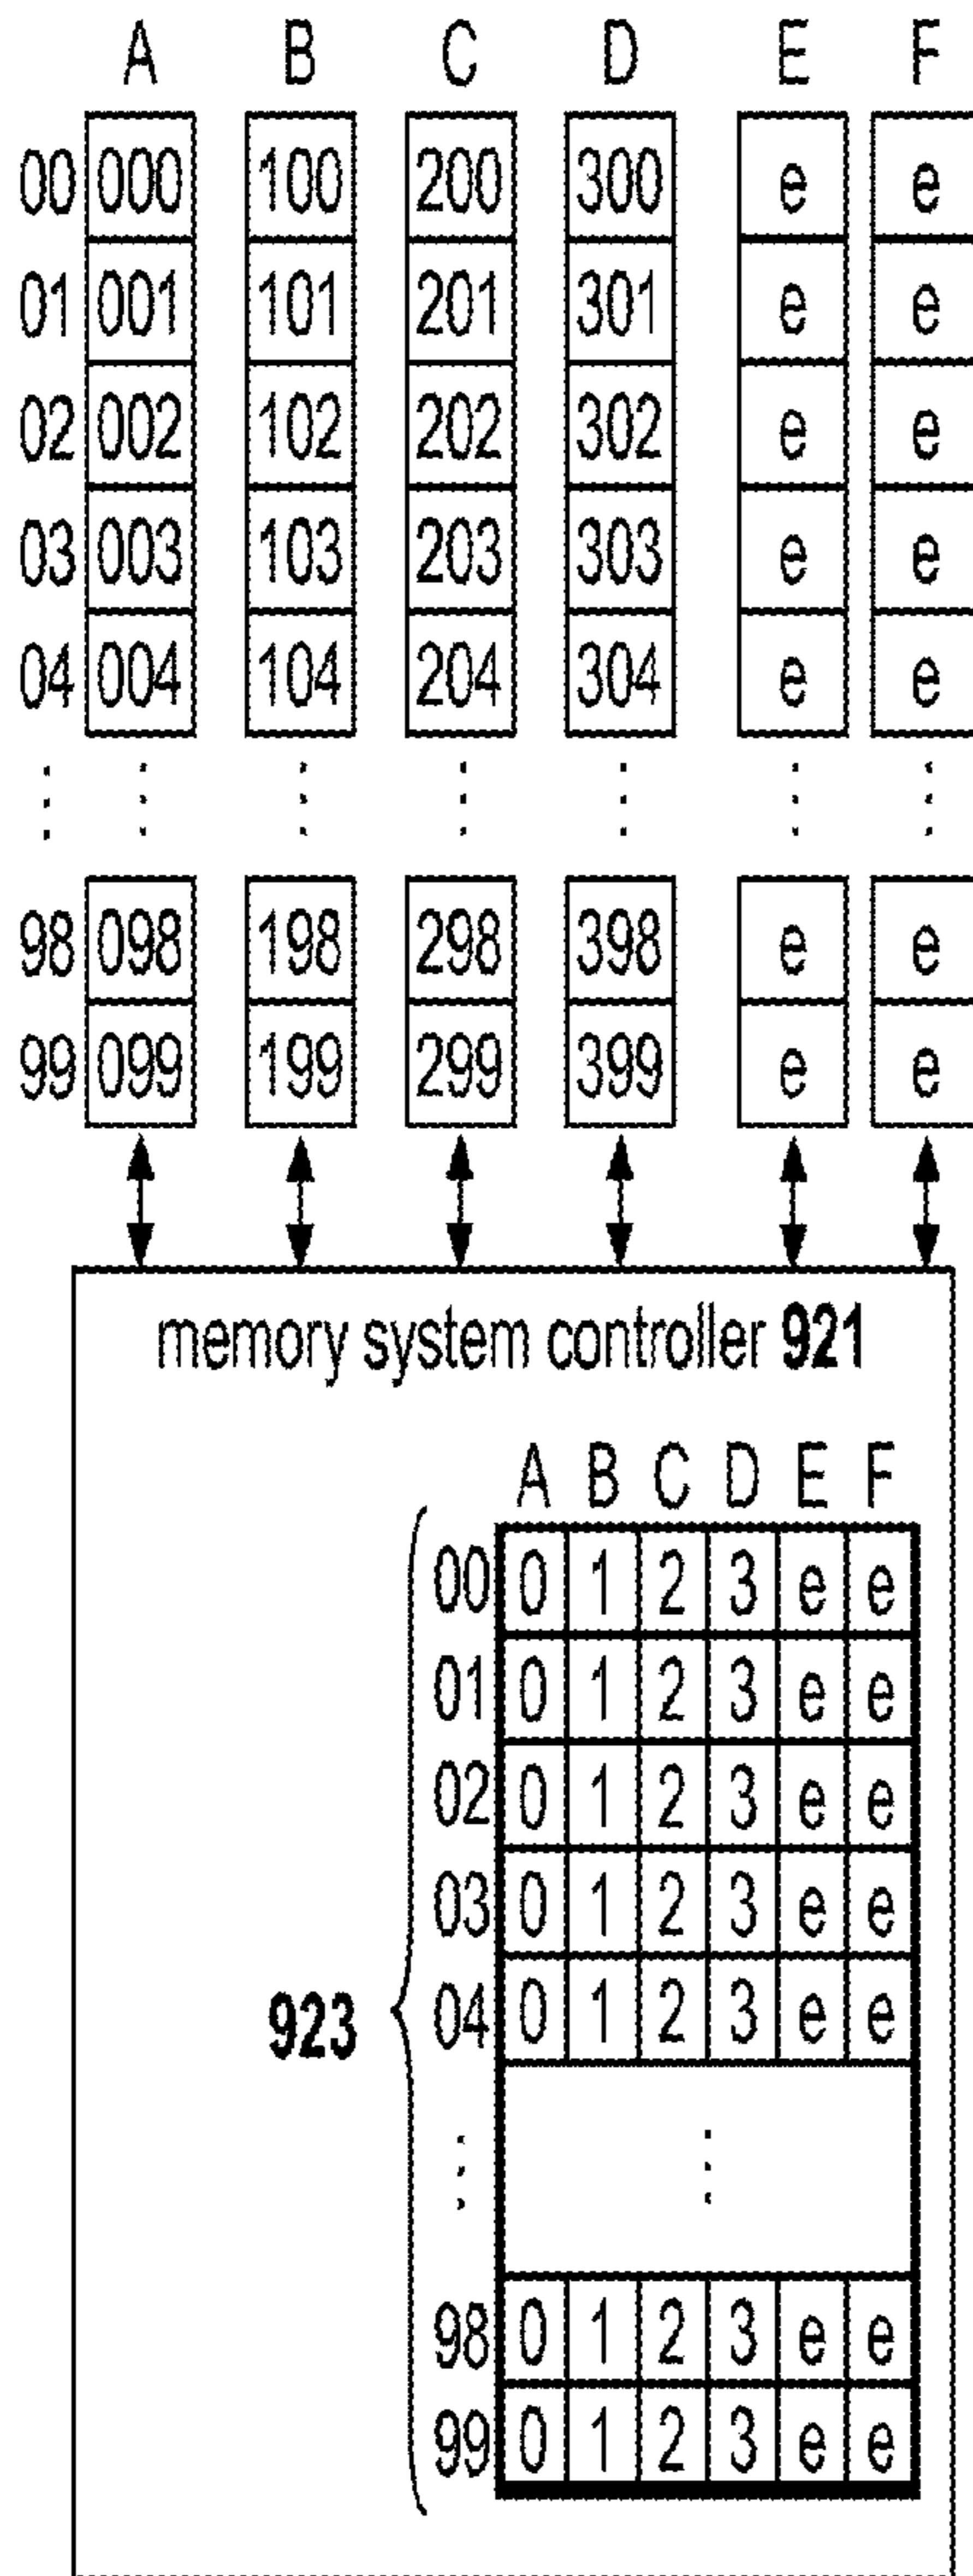 A B C D E F
00 000 100 200 300 e e
01 001 101 201 301 e e
02 002 102 202 302 e e
03 003 103 203 303 e e
04 004 104 204 304 e e
⋮ ⋮ ⋮ ⋮ ⋮ ⋮ ⋮
98 098 198 298 398 e e
99 099 199 299 399 e e
memory system controller 921
A B C D E F
00 0 1 2 3 e e
01 0 1 2 3 e e
02 0 1 2 3 e e
03 0 1 2 3 e e
923 04 0 1 2 3 e e
⋮ ⋮
98 0 1 2 3 e e
99 0 1 2 3 e e